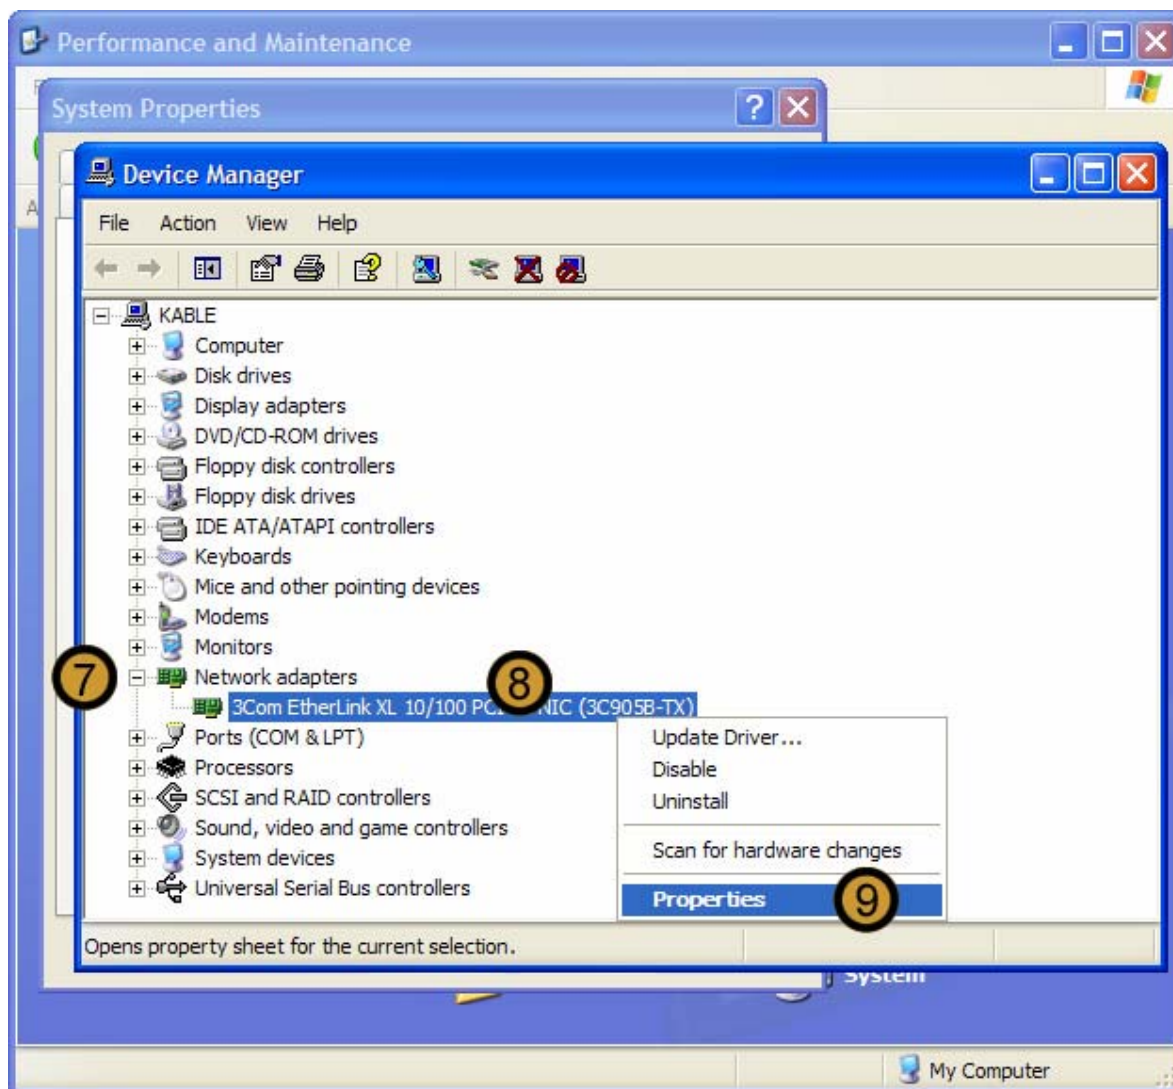 Performance and Maintenance
System Properties
Device Manager
File Action View Help
KABLE
Computer
Disk drives
Display adapters
DVD/CD-ROM drives
Floppy disk controllers
Floppy disk drives
IDE ATA/ATAPI controllers
Keyboards
Mice and other pointing devices
Modems
Monitors
7 Network adapters
8
3Com EtherLink XL 10/100 PCI NIC (3C905B-TX)
Ports (COM & LPT)
Processors
SCSI and RAID controllers
Sound, video and game controllers
System devices
Universal Serial Bus controllers
Update Driver...
Disable
Uninstall
Scan for hardware changes
Properties 9
Opens property sheet for the current selection.
System
My Computer